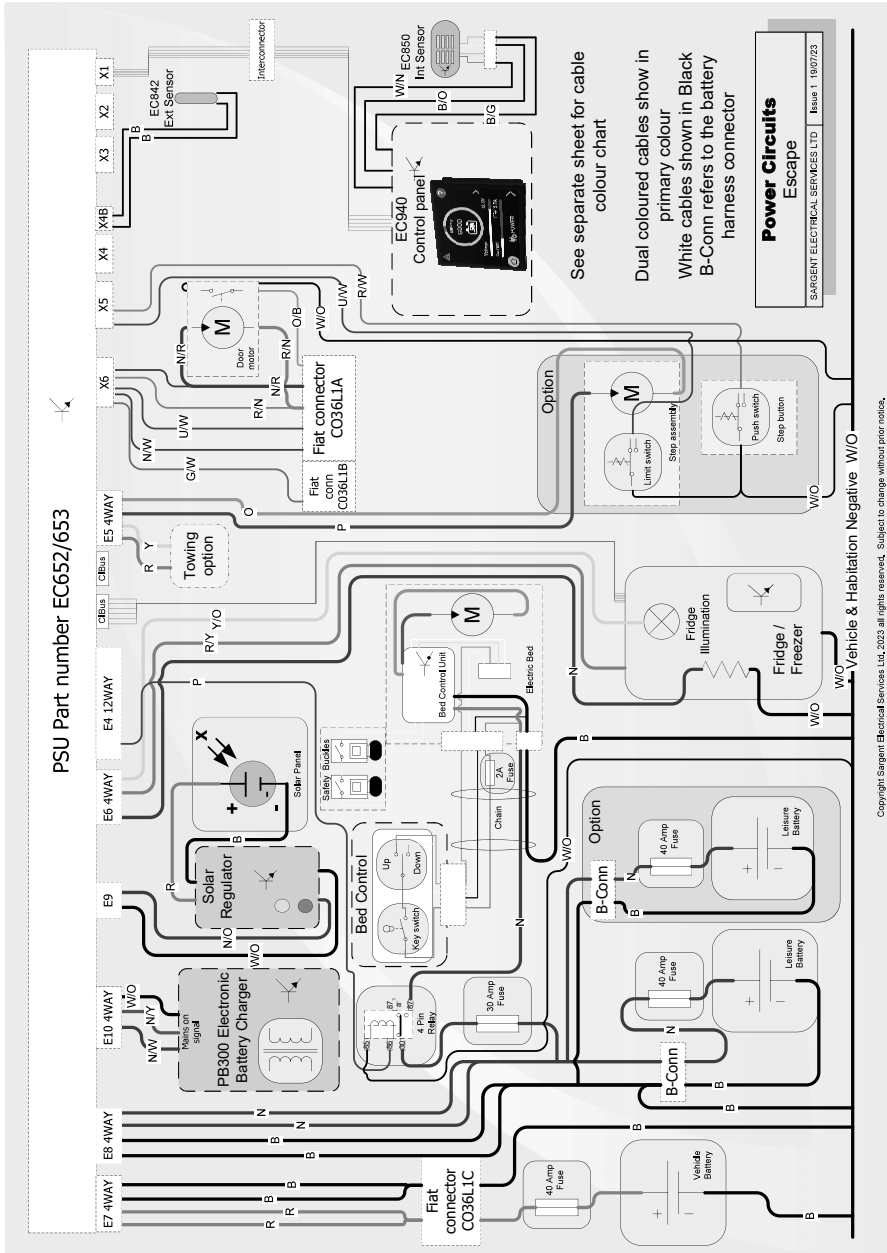 PSU Part number EC652/653
E7 4WAY
E8 4WAY
E10 4WAY
E9
E6 4WAY
E4 12WAY
CIBus
CIBus
E5 4WAY
X6
X5
X4
X4B
X3
X2
X1
R
R
B
B
B
B
N
N
N/W
N/Y
W/O
Mains on
signal
PB300 Electronic
Battery Charger
W/O
N/O
R
B
Solar
Regulator
Solar Panel
X
+
-
P
R/Y
Y/O
R
Y
Towing
option
P
O
G/W
N/W
U/W
R/N
N/R
N/R
R/N
O/B
W/O
U/W
R/W
M
Door
motor
Fiat
conn
C036L1B
Fiat connector
CO36L1A
B
B
EC842
Ext Sensor
Interconnector
EC940
Control panel
W/N
B/O
B/G
EC850
Int Sensor
4 Pin
Relay
85
86
30
87
a
87
30 Amp
Fuse
Bed Control
Key switch
Up
Down
N
Chain
2A
Fuse
Safety
Buckles
Bed Control Unit
Electric Bed
M
N
B
W/O
Fridge
Illumination
Fridge /
Freezer
W/O
W/O
Option
Limit switch
M
Step assembly
Push switch
Step button
W/O
Fiat
connector
CO36L1C
40 Amp
Fuse
Vehicle
Battery
B
B
B
B-Conn
N
B
40 Amp
Fuse
Leisure
Battery
Option
B-Conn
N
B
40 Amp
Fuse
Leisure
Battery
Vehicle & Habitation Negative W/O
See separate sheet for cable
colour chart
Dual coloured cables show in
primary colour
White cables shown in Black
B-Conn refers to the battery
harness connector
Power Circuits
Escape
SARGENT ELECTRICAL SERVICES LTD
Issue 1 19/07/23
Copyright Sargent Electrical Services Ltd, 2023 all rights reserved. Subject to change without prior notice.